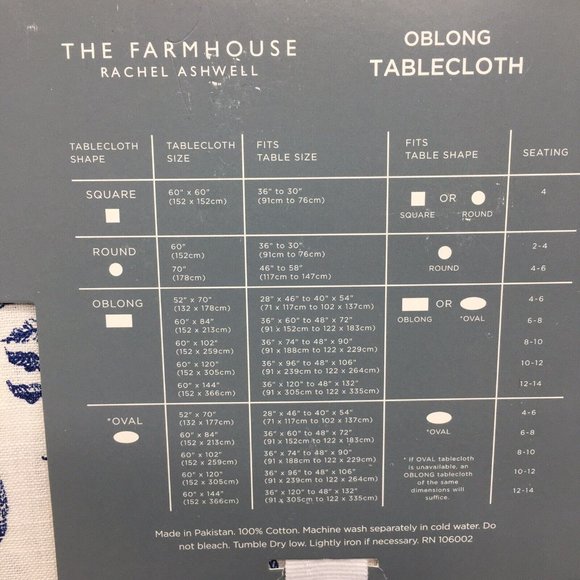 THE FARMHOUSE
RACHEL ASHWELL
OBLONG
TABLECLOTH
TABLECLOTH SHAPE TABLECLOTH SIZE FITS TABLE SIZE FITS TABLE SHAPE SEATING
SQUARE 60" x 60" 36" to 30" OR 4
(152 x 152cm) (91cm to 76cm) SQUARE ROUND
ROUND 60" 36" to 30" 2-4
(152cm) (91cm to 76cm)
70" 46" to 58" ROUND 4-6
(178cm) (117cm to 147cm)
OBLONG 52" x 70" 28" x 46" to 40" x 54" OR 4-6
(132 x 178cm) (71 x 117cm to 102 x 137cm) OBLONG *OVAL
60" x 84" 36" x 60" to 48" x 72" 6-8
(152 x 213cm) (91 x 152cm to 122 x 183cm)
60" x 102" 36" x 74" to 48" x 90" 8-10
(152 x 259cm) (91 x 188cm to 122 x 229cm)
60" x 120" 36" x 96" to 48" x 106" 10-12
(152 x 305cm) (91 x 239cm to 122 x 264cm)
60" x 144" 36" x 120" to 48" x 132" 12-14
(152 x 366cm) (91 x 305cm to 122 x 335cm)
*OVAL 52" x 70" 28" x 46" to 40" x 54" 4-6
(132 x 177cm) (71 x 117cm to 102 x 137cm)
60" x 84" 36" x 60" to 48" x 72" *OVAL 6-8
(152 x 213cm) (91 x 152cm to 122 x 183cm)
60" x 102" 36" x 74" to 48" x 90" 8-10
(152 x 259cm) (91 x 188cm to 122 x 229cm)
60" x 120" 36" x 96" to 48" x 106" 10-12
(152 x 305cm) (91 x 239cm to 122 x 264cm)
60" x 144" 36" x 120" to 48" x 132" 12-14
(152 x 366cm) (91 x 305cm to 122 x 335cm)
* If OVAL tablecloth
is unavailable, an
OBLONG tablecloth
of the same
dimensions will
suffice.
Made in Pakistan. 100% Cotton. Machine wash separately in cold water. Do
not bleach. Tumble Dry low. Lightly iron if necessary. RN 106002